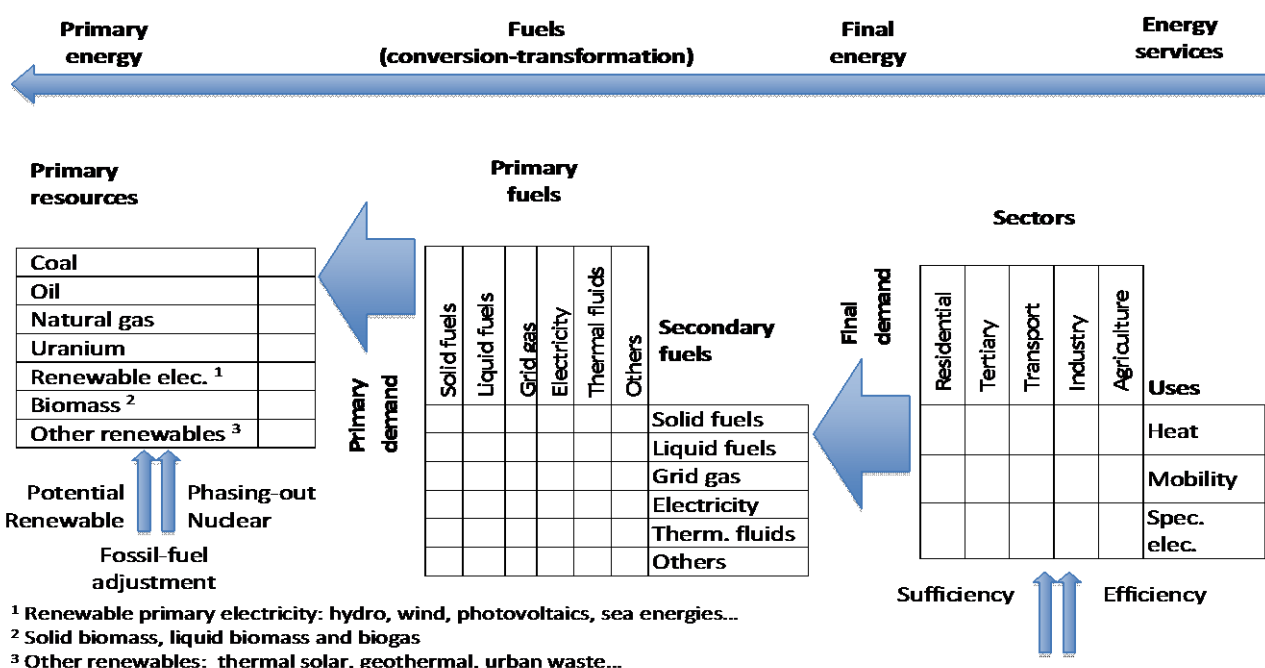 Primary
energy
Fuels
(conversion-transformation)
Final
energy
Energy
services
Primary
resources
Coal
Oil
Natural gas
Uranium
Renewable elec. 1
Biomass 2
Other renewables 3
Potential
Renewable
Phasing-out
Nuclear
Fossil-fuel
adjustment
Primary
demand
Primary
fuels
Solid fuels
Liquid fuels
Grid gas
Electricity
Thermal fluids
Others
Secondary
fuels
Solid fuels
Liquid fuels
Grid gas
Electricity
Therm. fluids
Others
Final
demand
Sectors
Residential
Tertiary
Transport
Industry
Agriculture
Uses
Heat
Mobility
Spec.
elec.
Sufficiency
Efficiency
1 Renewable primary electricity: hydro, wind, photovoltaics, sea energies...
2 Solid biomass, liquid biomass and biogas
3 Other renewables: thermal solar, geothermal, urban waste...